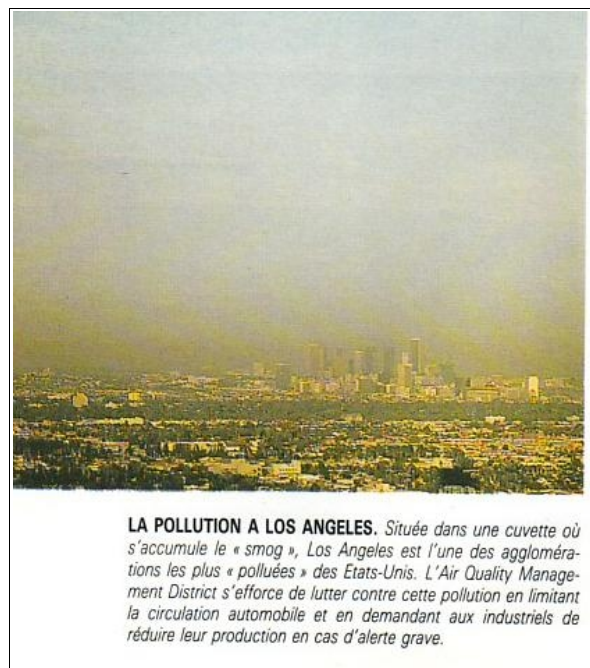 LA POLLUTION A LOS ANGELES. Située dans une cuvette où
s'accumule le « smog », Los Angeles est l'une des aggloméra-
tions les plus « polluées » des Etats-Unis. L'Air Quality Manage-
ment District s'efforce de lutter contre cette pollution en limitant
la circulation automobile et en demandant aux industriels de
réduire leur production en cas d'alerte grave.